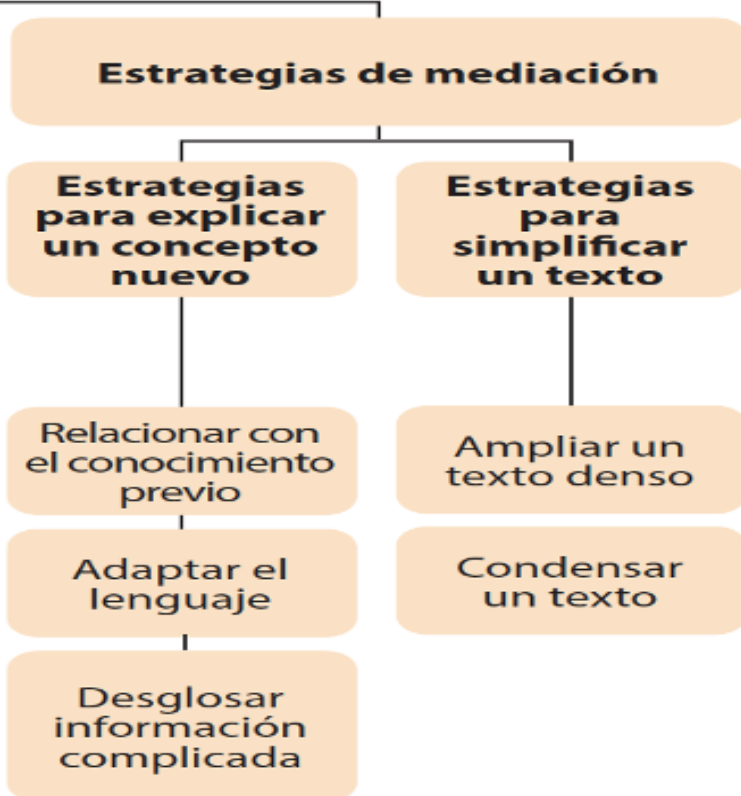 Estrategias de mediación
Estrategias
para explicar
un concepto
nuevo
Estrategias
para
simplificar
un texto
Relacionar con
el conocimiento
previo
Adaptar el
lenguaje
Desglosar
información
complicada
Ampliar un
texto denso
Condensar
un texto